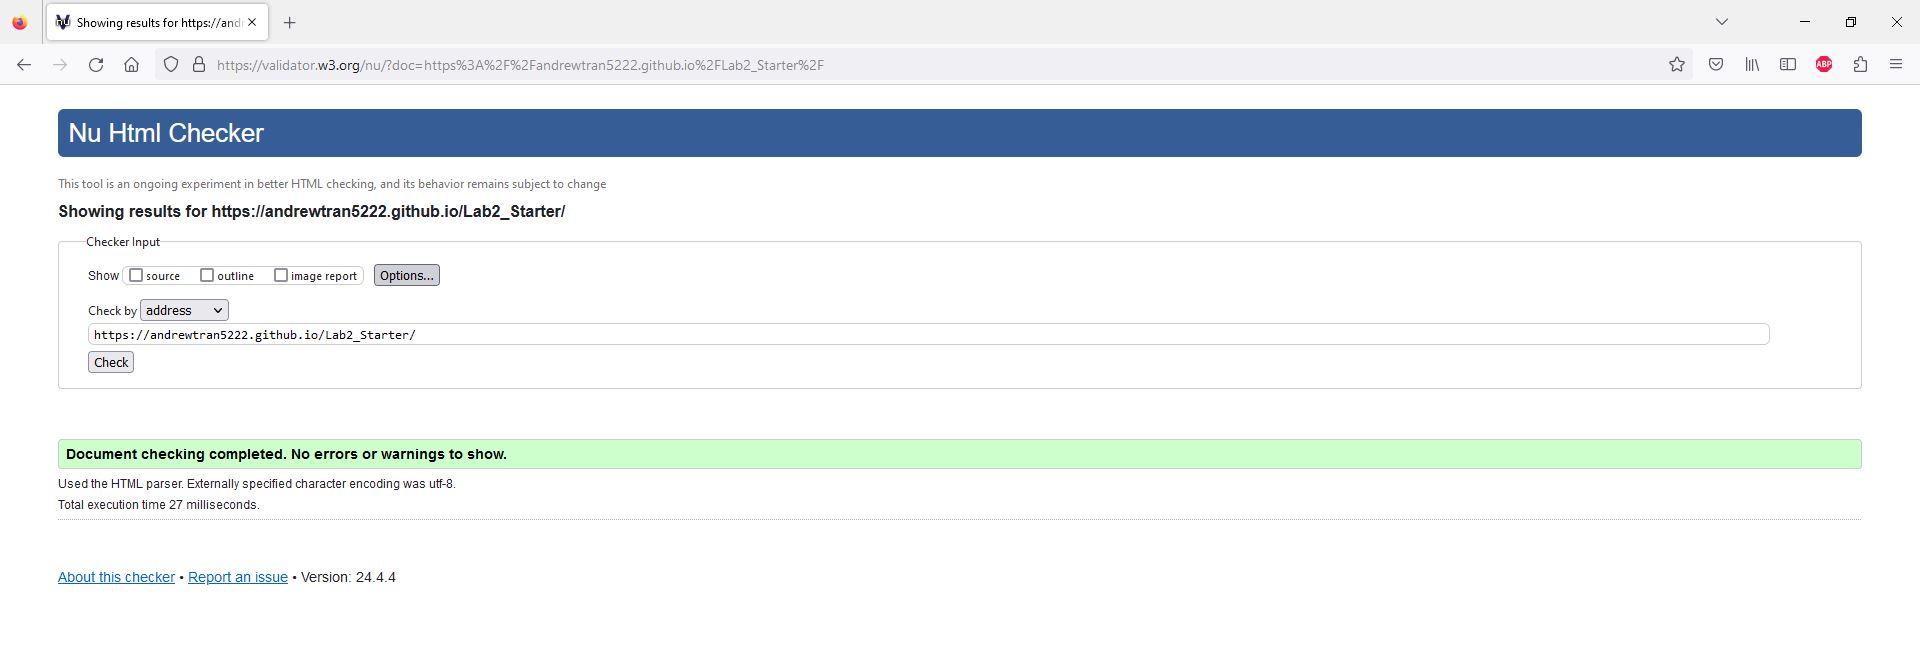 Showing results for https://and
https://validator.w3.org/nu/?doc=https%3A%2F%2Fandrewtran5222.github.io%2FLab2_Starter%2F
ABP
Nu Html Checker
This tool is an ongoing experiment in better HTML checking, and its behavior remains subject to change
Showing results for https://andrewtran5222.github.io/Lab2_Starter/
Checker Input
Show source outline image report Options...
Check by address
https://andrewtran5222.github.io/Lab2_Starter/
Check
Document checking completed. No errors or warnings to show.
Used the HTML parser. Externally specified character encoding was utf-8.
Total execution time 27 milliseconds.
About this checker • Report an issue • Version: 24.4.4